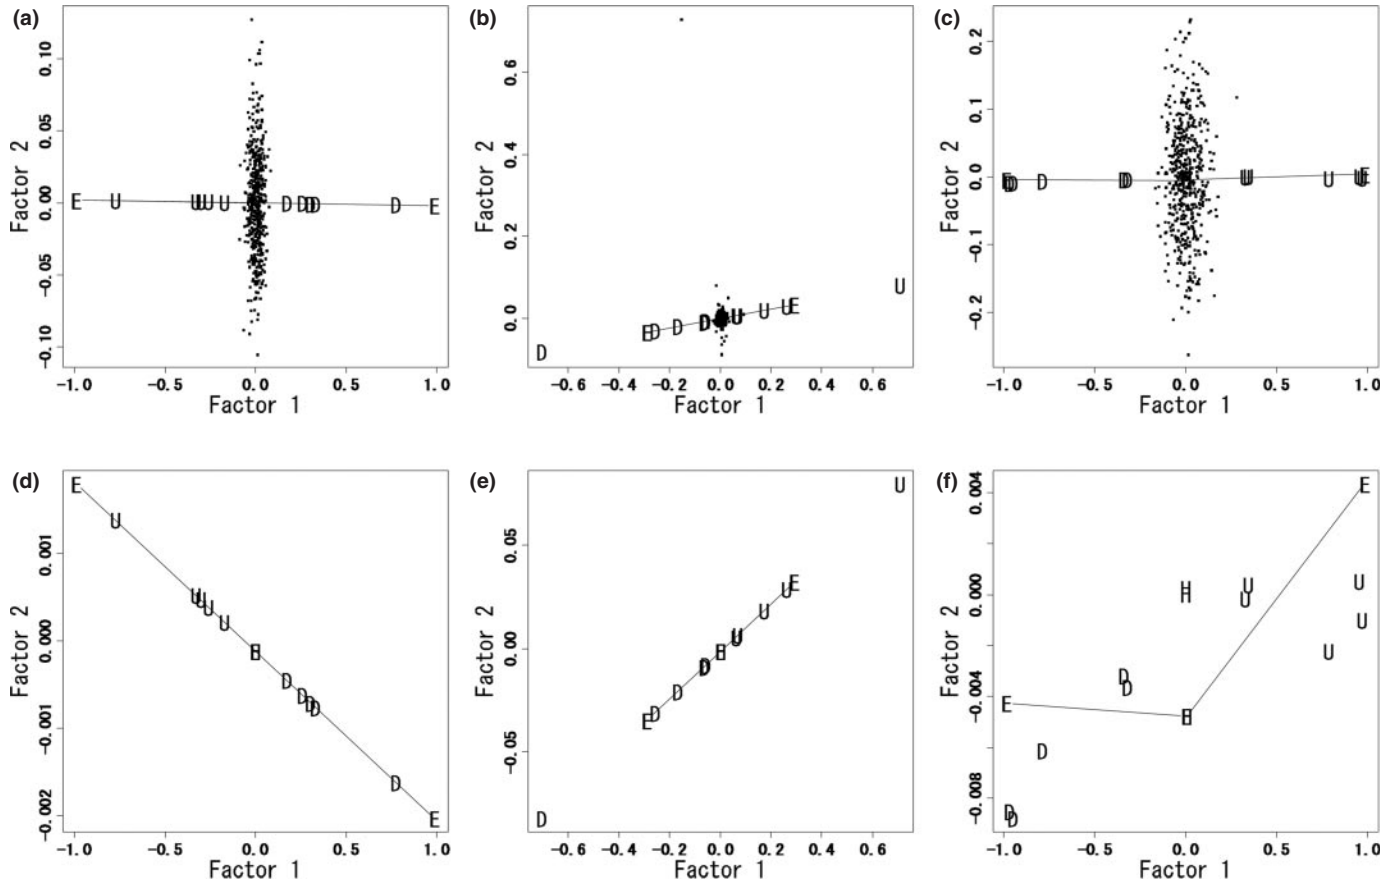 (a)
Factor 2
0.10
0.05
0.00
-0.05
-0.10
E U U U U U D D D D D E
-1.0 -0.5 0.0 0.5 1.0
Factor 1
(b)
Factor 2
0.6
0.4
0.2
0.0
D E D D D U U U E U
-0.6 -0.4 -0.2 0.0 0.2 0.4 0.6
Factor 1
(c)
Factor 2
0.2
0.1
0.0
-0.1
-0.2
D D D U U U E
-1.0 -0.5 0.0 0.5 1.0
Factor 1
(d)
Factor 2
0.001
0.000
-0.001
-0.002
E U U U U U E D D D D D E
-1.0 -0.5 0.0 0.5 1.0
Factor 1
(e)
Factor 2
0.05
0.00
-0.05
D E D D D E U U U E U
-0.6 -0.4 -0.2 0.0 0.2 0.4 0.6
Factor 1
(f)
Factor 2
0.004
0.000
-0.004
-0.008
E
H U U U
U U
D D
E
D
D D
-1.0 -0.5 0.0 0.5 1.0
Factor 1